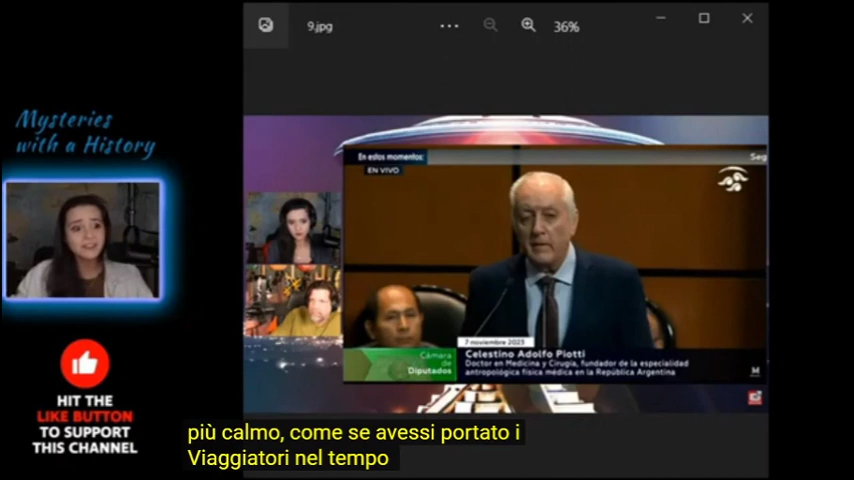 9.jpg
36%
Mysteries
with a History
En estos momentos:
Seg
EN VIVO
7 noviembre 2023
Cámara
de
Diputados
Celestino Adolfo Piotti
Doctor en Medicina y Cirugía, fundador de la especialidad
antropológica física médica en la República Argentina
HIT THE
LIKE BUTTON
TO SUPPORT
THIS CHANNEL
più calmo, come se avessi portato i
Viaggiatori nel tempo